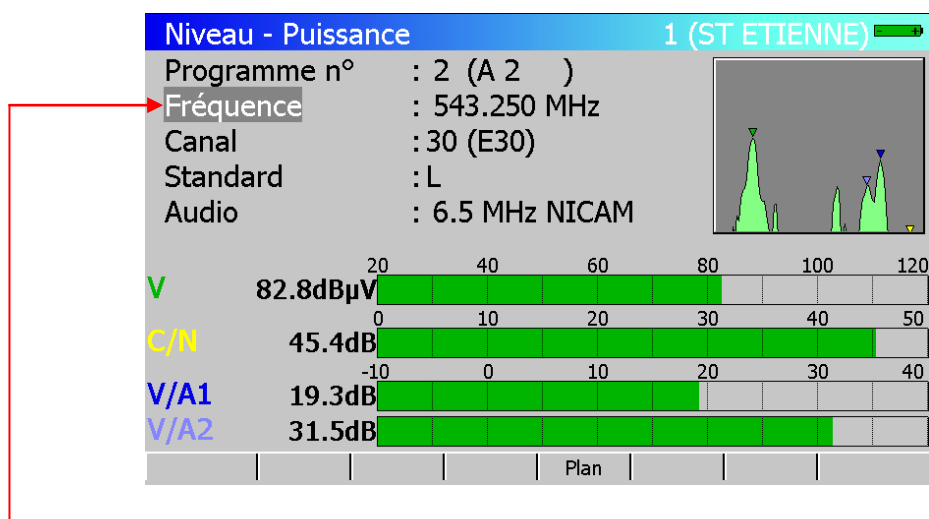 Niveau - Puissance 1 (ST ETIENNE)
Programme n° : 2 (A 2 )
Fréquence : 543.250 MHz
Canal : 30 (E30)
Standard : L
Audio : 6.5 MHz NICAM
20 40 60 80 100 120
V 82.8dBµV
0 10 20 30 40 50
C/N 45.4dB
-10 0 10 20 30 40
V/A1 19.3dB
V/A2 31.5dB
Plan